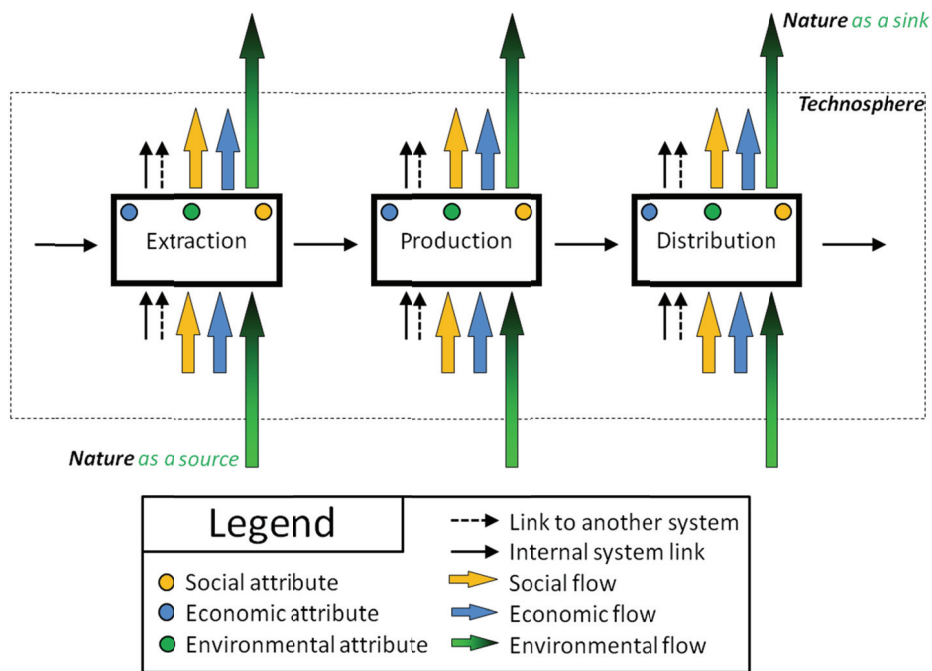 Nature as a sink
Technosphere
Extraction
Production
Distribution
Nature as a source
Legend
Social attribute
Economic attribute
Environmental attribute
Link to another system
Internal system link
Social flow
Economic flow
Environmental flow